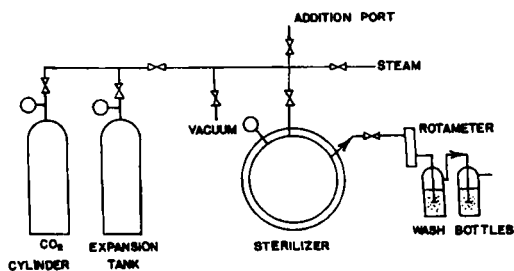 ADDITION PORT
STEAM
VACUUM
ROTAMETER
CO₂
CYLINDER
EXPANSION
TANK
STERILIZER
WASH BOTTLES